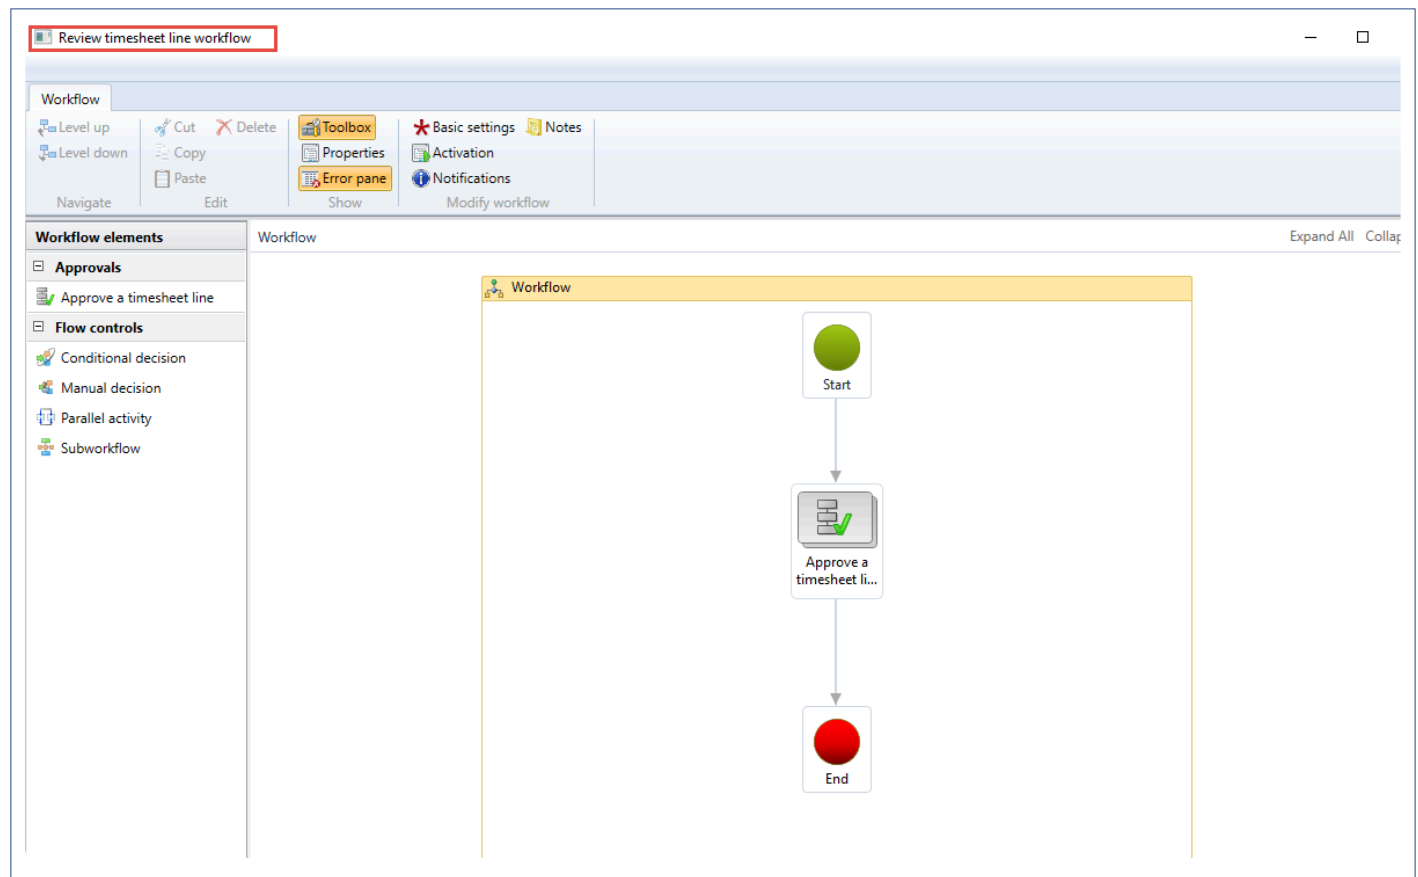 Review timesheet line workflow
Workflow
Level up
Cut
Delete
Toolbox
Basic settings
Notes
Level down
Copy
Properties
Activation
Paste
Error pane
Notifications
Navigate
Edit
Show
Modify workflow
Workflow elements
Workflow
Expand All
Collap
Approvals
Approve a timesheet line
Flow controls
Conditional decision
Manual decision
Parallel activity
Subworkflow
Workflow
Start
Approve a
timesheet li...
End